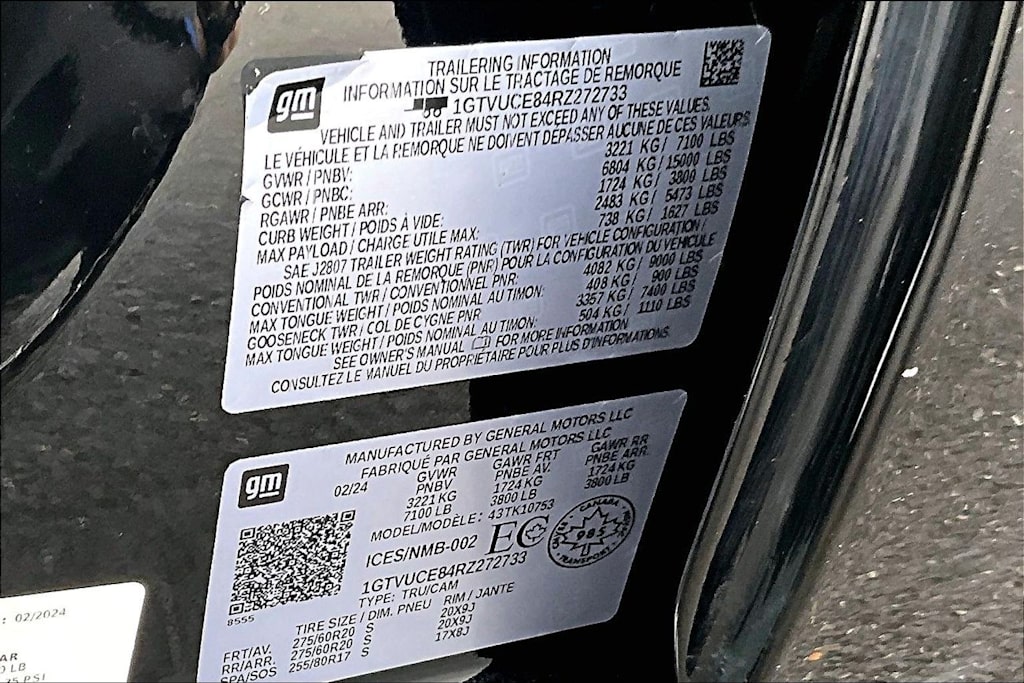 gm
TRAILERING INFORMATION
INFORMATION SUR LE TRACTAGE DE REMORQUE
1GTVUCE84RZ272733
VEHICLE AND TRAILER MUST NOT EXCEED ANY OF THESE VALUES.
LE VÉHICULE ET LA REMORQUE NE DOIVENT DÉPASSER AUCUNE DE CES VALEURS
GVWR / PNBV: 3221 KG/ 7100 LBS
GCWR / PNBC: 6804 KG/ 15000 LBS
RGAWR / PNBE ARR: 1724 KG/ 3800 LBS
CURB WEIGHT / POIDS À VIDE: 2483 KG/ 5473 LBS
MAX PAYLOAD / CHARGE UTILE MAX: 738 KG/ 1627 LBS
SAE J2807 TRAILER WEIGHT RATING (TWR) FOR VEHICLE CONFIGURATION /
POIDS NOMINAL DE LA REMORQUE (PNR) POUR LA CONFIGURATION DU VÉHICULE
CONVENTIONAL TWR / CONVENTIONNEL PNR: 4082 KG/ 9000 LBS
MAX TONGUE WEIGHT / POIDS NOMINAL AU TIMON: 408 KG/ 900 LBS
GOOSENECK TWR / COL DE CYGNE PNR 3357 KG/ 7400 LBS
MAX TONGUE WEIGHT / POIDS NOMINAL AU TIMON: 504 KG/ 1110 LBS
SEE OWNER'S MANUAL FOR MORE INFORMATION
CONSULTEZ LE MANUEL DU PROPRIÉTAIRE POUR PLUS D'INFORMATIONS.
gm
MANUFACTURED BY GENERAL MOTORS LLC
FABRIQUÉ PAR GENERAL MOTORS LLC
02/24 GVWR GAWR FRT GAWR RR
PNBV PNBE AV. PNBE ARR.
3221 KG 1724 KG 1724 KG
7100 LB 3800 LB 3800 LB
MODEL/MODÈLE: 43TK10753
ICES/NMB-002
CANADA
985
TRANSPORT
1GTVUCE84RZ272733
TYPE: TRU/CAM
8555
TIRE SIZE / DIM. PNEU RIM / JANTE
FRT/AV. 275/60R20 S 20X9J
RR/ARR. 275/60R20 S 20X9J
SPA/SOS 255/80R17 S 17X8J
: 02/2024
AR
0 LB
35 PSI